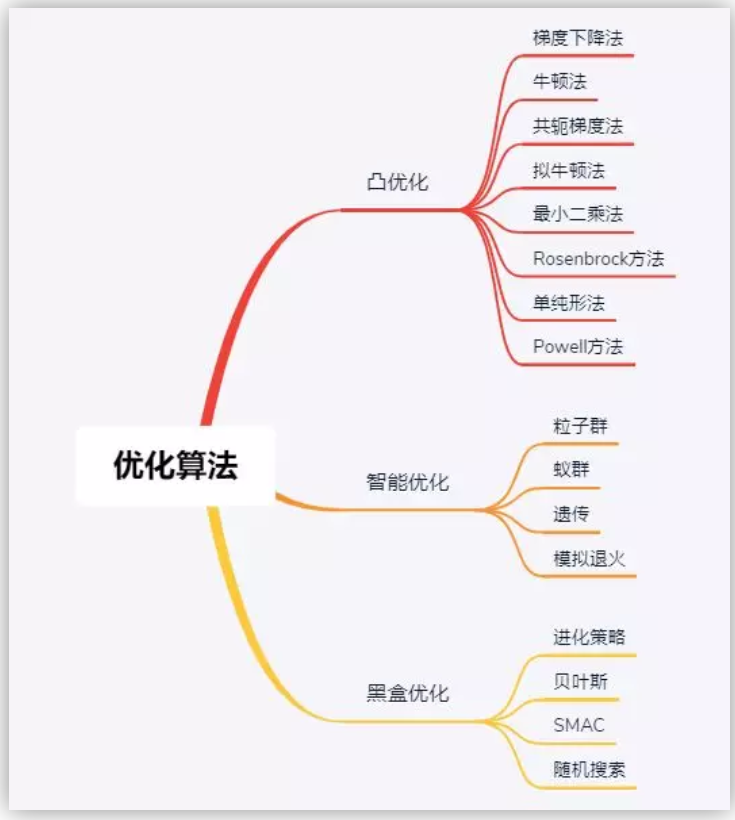 优化算法
凸优化
梯度下降法
牛顿法
共轭梯度法
拟牛顿法
最小二乘法
Rosenbrock方法
单纯形法
Powell方法
智能优化
粒子群
蚁群
遗传
模拟退火
黑盒优化
进化策略
贝叶斯
SMAC
随机搜索